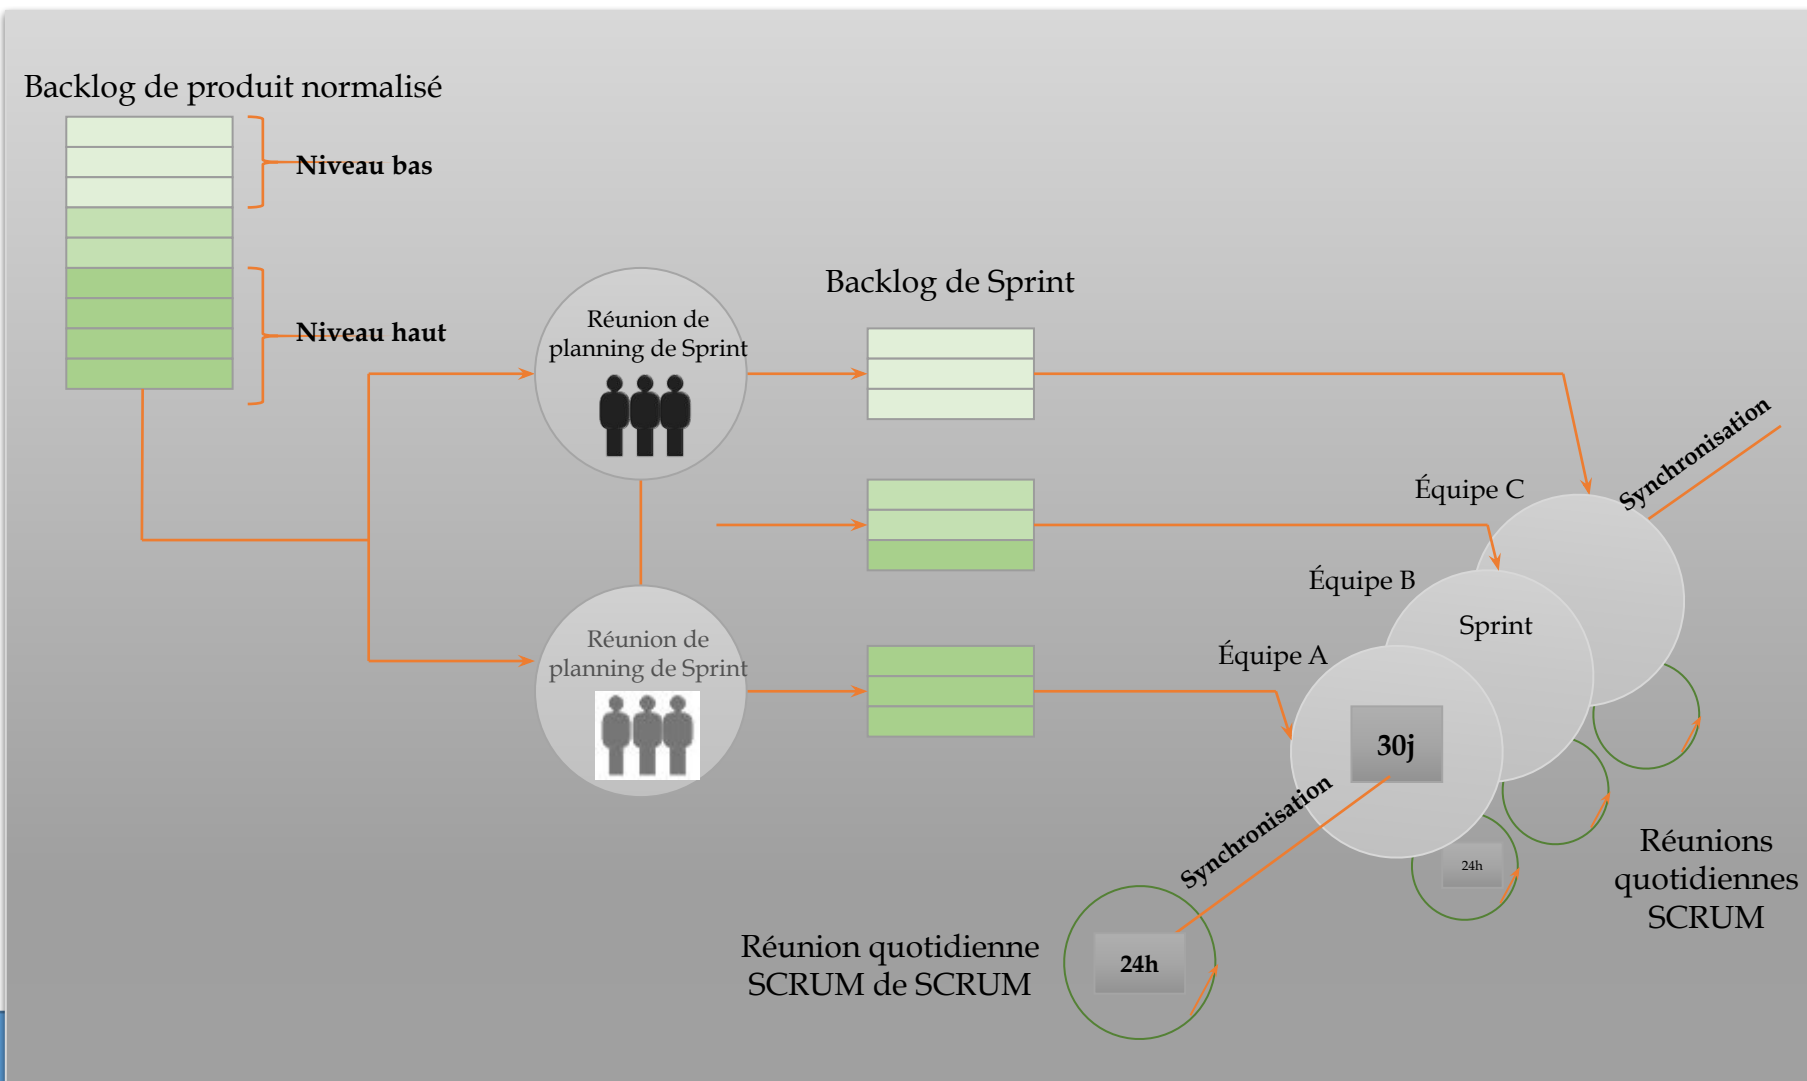 Backlog de produit normalisé
Niveau bas
Niveau haut
Réunion de
planning de Sprint
Backlog de Sprint
Synchronisation
Équipe C
Équipe B
Sprint
Réunion de
planning de Sprint
Équipe A
30j
Synchronisation
24h
Réunions
quotidiennes
SCRUM
Réunion quotidienne
SCRUM de SCRUM
24h